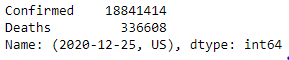 Confirmed    18841414
Deaths         336608
Name: (2020-12-25, US), dtype: int64